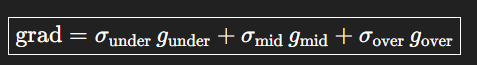 grad = σ_under g_under + σ_mid g_mid + σ_over g_over